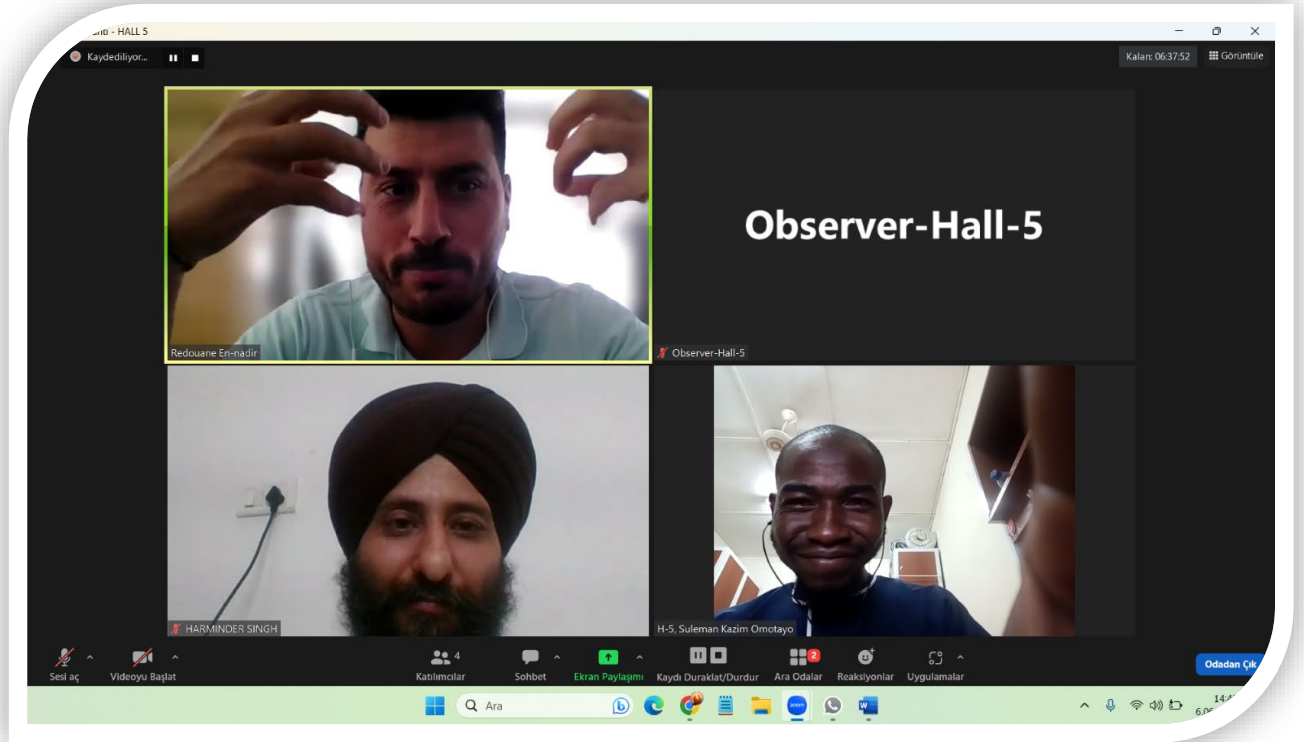 - HALL 5
Kaydediliyor...
Kalan: 06:37:52
Görüntüle
Redouane En-nadir
Observer-Hall-5
Observer-Hall-5
HARMINDER SINGH
H-5, Suleman Kazim Omotayo
Sesi aç
Videoyu Başlat
4
Katılımcılar
Sohbet
Ekran Paylaşımı
Kaydı Duraklat/Durdur
2
Ara Odalar
Reaksiyonlar
Uygulamalar
Odadan Çık
Ara
zoom